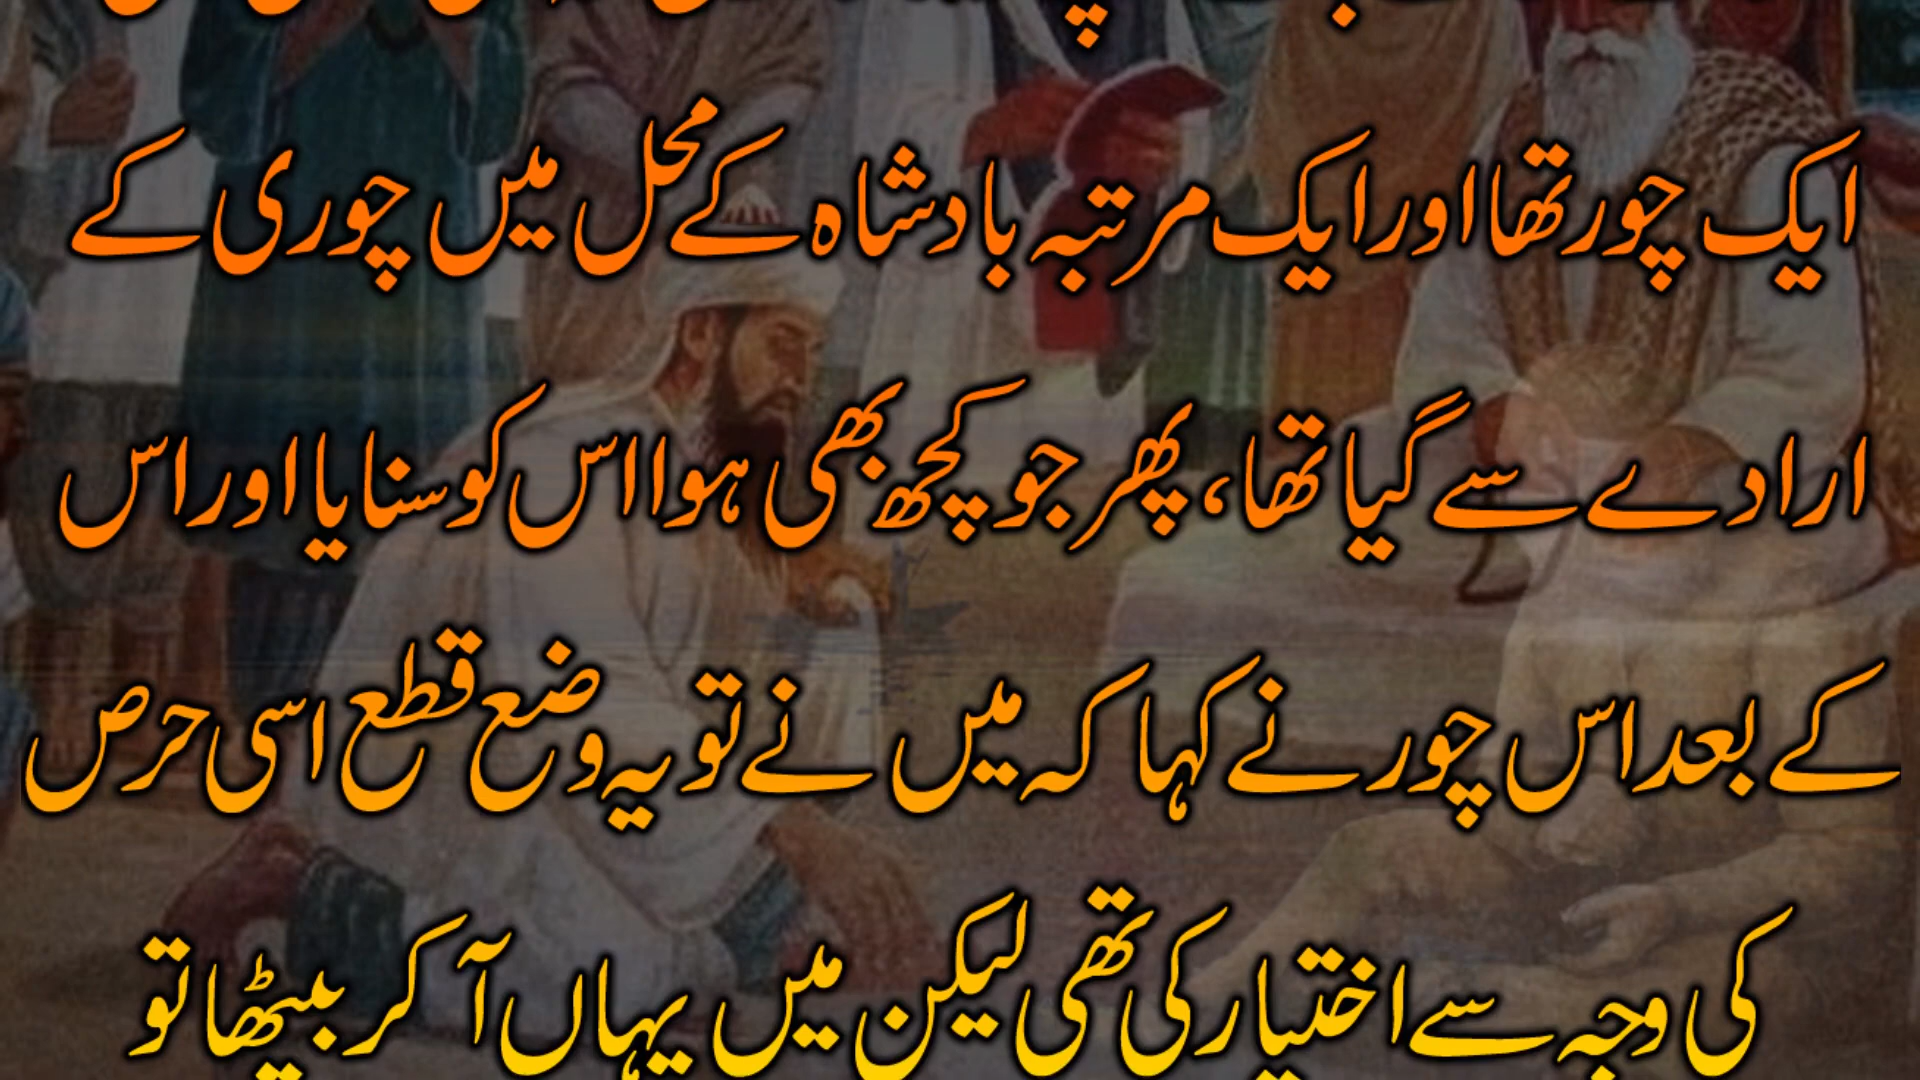 ایک چور تھا اور ایک مرتبہ بادشاہ کے محل میں چوری کے
ارادے سے گیا تھا، پھر جو کچھ بھی ہوا اس کو سنایا اور اس
کے بعد اس چور نے کہا کہ میں نے تو یہ وضع قطع اسی حرص
کی وجہ سے اختیار کی تھی لیکن میں یہاں آ کر بیٹھا تو